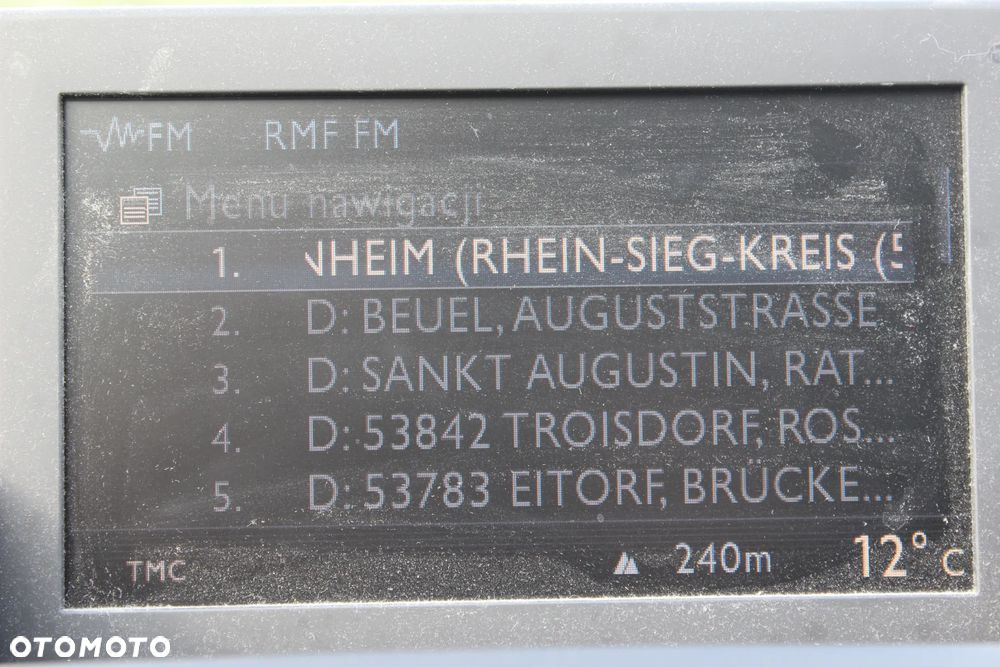 FM RMF FM
Menu nawigacji
1. NHEIM (RHEIN-SIEG-KREIS (5
2. D: BEUEL, AUGUSTSTRASSE
3. D: SANKT AUGUSTIN, RAT...
4. D: 53842 TROISDORF, ROS...
5. D: 53783 EITORF, BRÜCKE...
TMC 240m 12° C
OTOMOTO